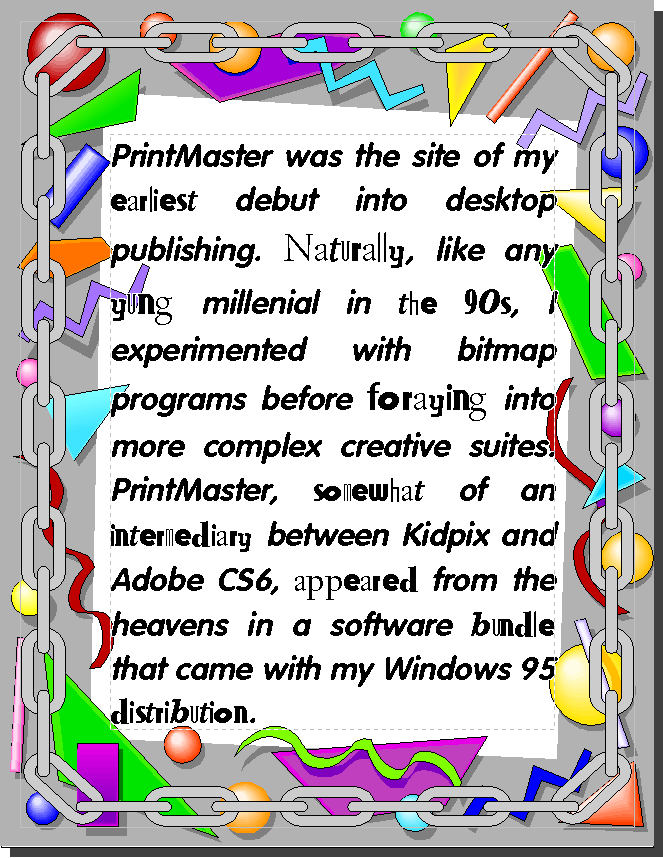 PrintMaster was the site of my
earliest debut into desktop
publishing. Naturally, like any
yung millenial in the 90s, I
experimented with bitmap
programs before foraying into
more complex creative suites.
PrintMaster, somewhat of an
intermediary between Kidpix and
Adobe CS6, appeared from the
heavens in a software bundle
that came with my Windows 95
distribution.